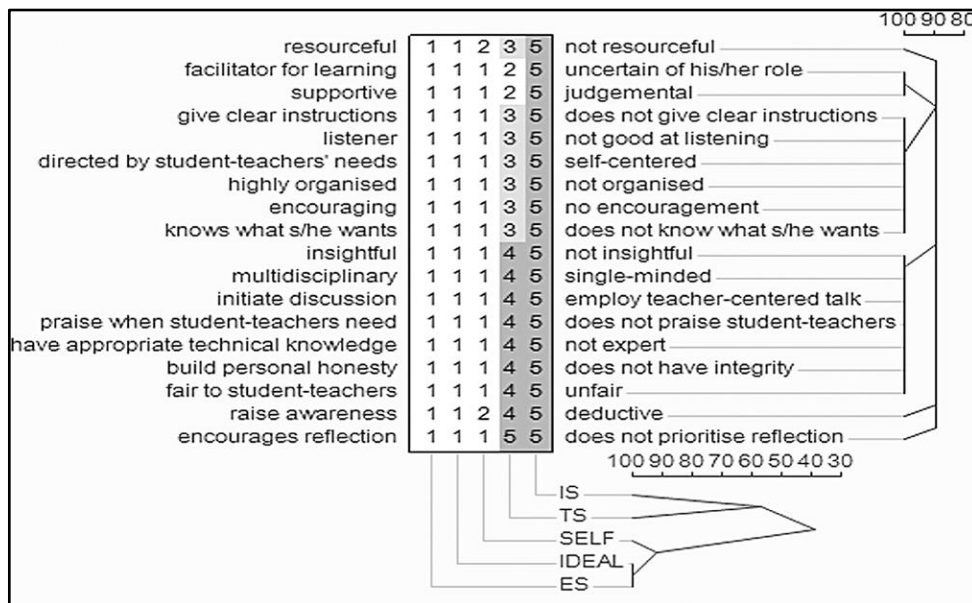 100 90 80
resourceful 1 1 2 3 5 not resourceful
facilitator for learning 1 1 1 2 5 uncertain of his/her role
supportive 1 1 1 2 5 judgemental
give clear instructions 1 1 1 3 5 does not give clear instructions
listener 1 1 1 3 5 not good at listening
directed by student-teachers' needs 1 1 1 3 5 self-centered
highly organised 1 1 1 3 5 not organised
encouraging 1 1 1 3 5 no encouragement
knows what s/he wants 1 1 1 3 5 does not know what s/he wants
insightful 1 1 1 4 5 not insightful
multidisciplinary 1 1 1 4 5 single-minded
initiate discussion 1 1 1 4 5 employ teacher-centered talk
praise when student-teachers need 1 1 1 4 5 does not praise student-teachers
have appropriate technical knowledge 1 1 1 4 5 not expert
build personal honesty 1 1 1 4 5 does not have integrity
fair to student-teachers 1 1 1 4 5 unfair
raise awareness 1 1 2 4 5 deductive
encourages reflection 1 1 1 5 5 does not prioritise reflection
100 90 80 70 60 50 40 30
IS
TS
SELF
IDEAL
ES